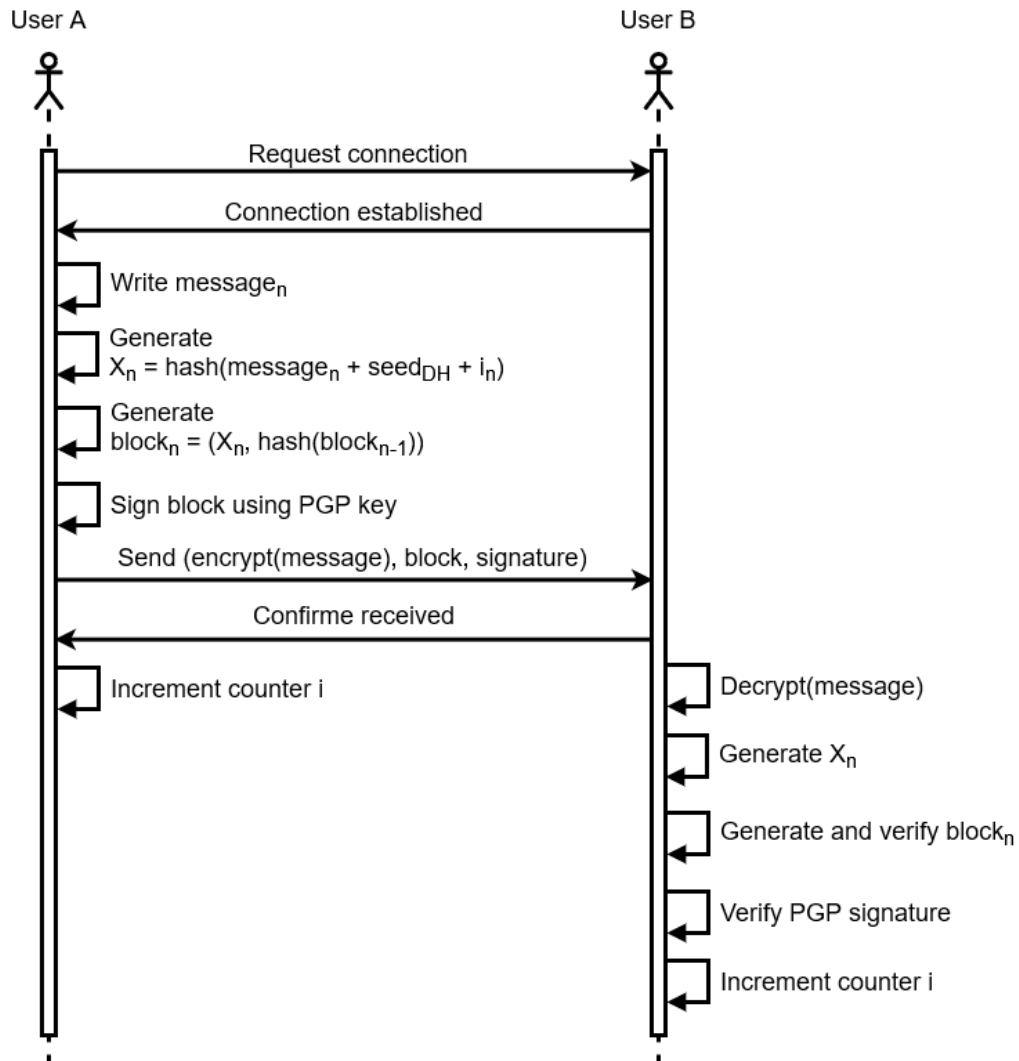 User A
User B
Request connection
Connection established
Write messageₙ
Generate
Xₙ = hash(messageₙ + seed_DH + iₙ)
Generate
blockₙ = (Xₙ, hash(blockₙ₋₁))
Sign block using PGP key
Send (encrypt(message), block, signature)
Confirme received
Increment counter i
Decrypt(message)
Generate Xₙ
Generate and verify blockₙ
Verify PGP signature
Increment counter i